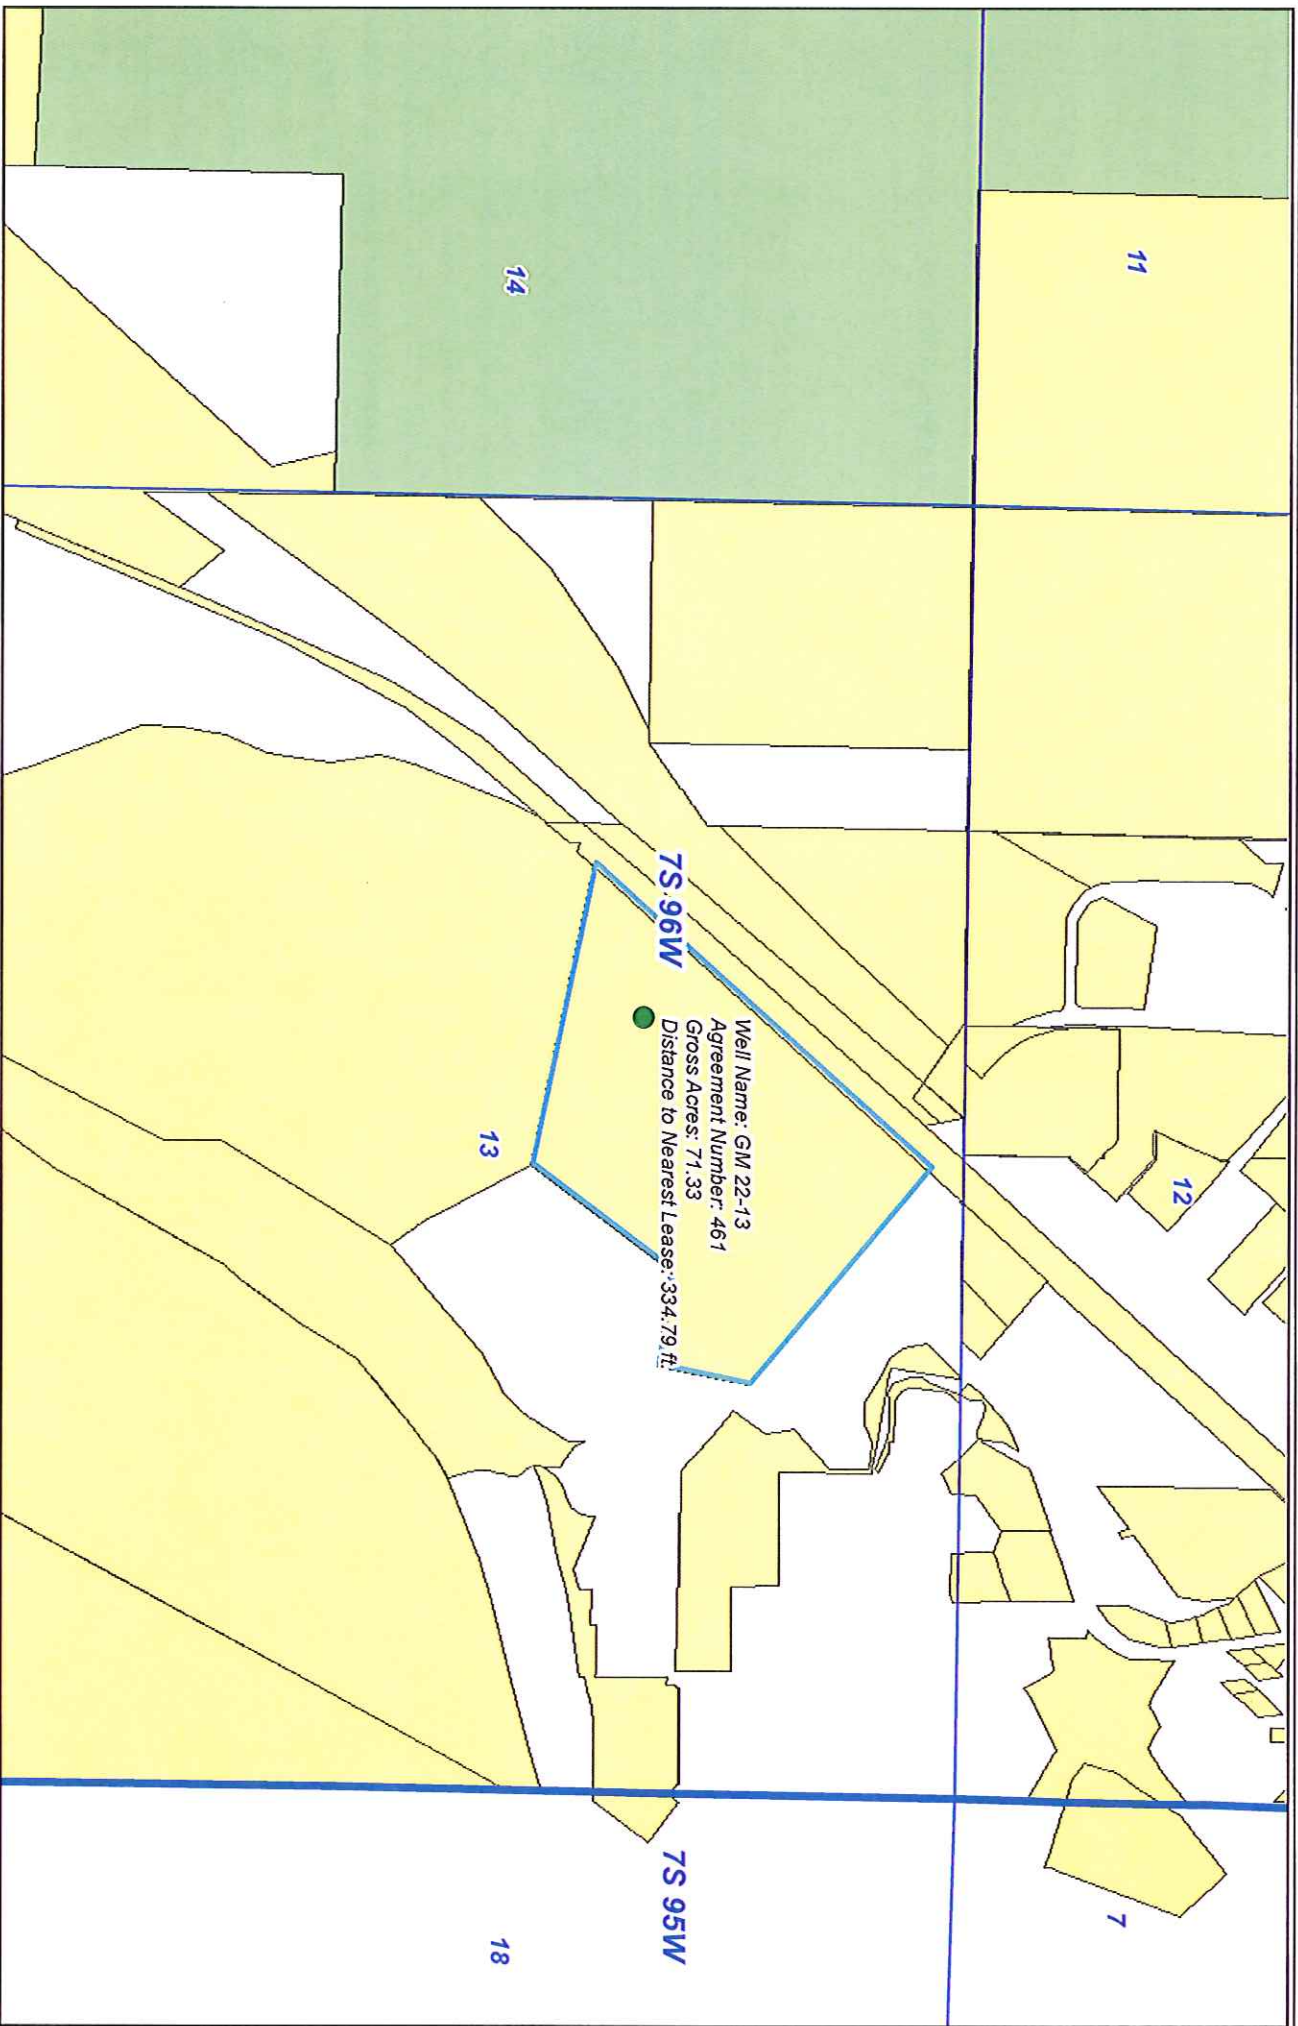 11
12
7
14
7S 96W
Well Name: GM 22-13
Agreement Number: 461
Gross Acres: 71.33
Distance to Nearest Lease: 334.79 ft.
7S 95W
13
18